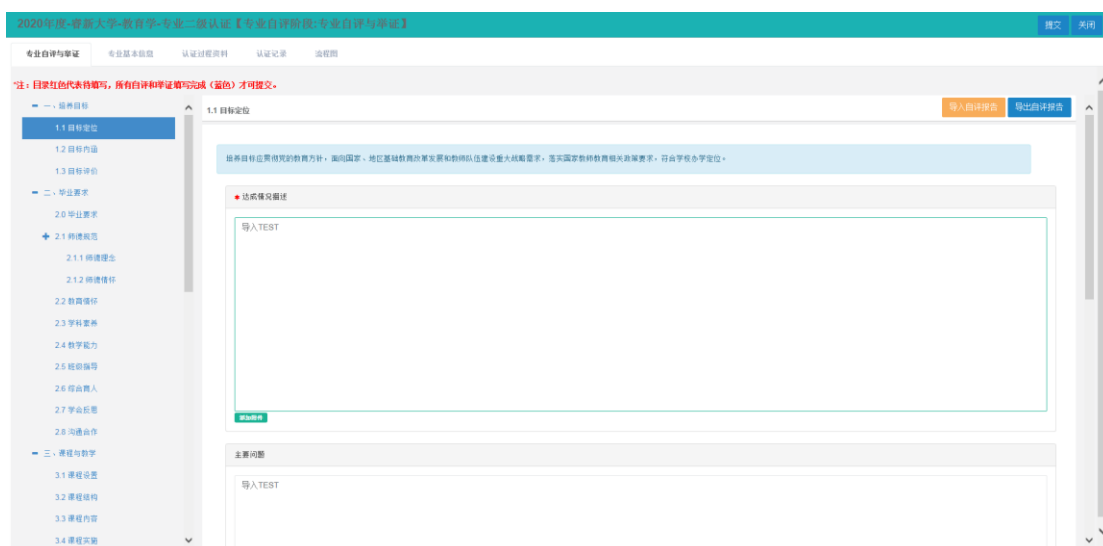 2020年度-睿新大学-教育学-专业二级认证【专业自评阶段:专业自评与举证】
提交 关闭
专业自评与举证 专业基本信息 认证过程资料 认证记录 流程图
*注：目录红色代表待填写，所有自评和举证填写完成（蓝色）才可提交。
一、培养目标
1.1 目标定位
导入自评报告 导出自评报告
1.1 目标定位
1.2 目标内涵
1.3 目标评价
培养目标应贯彻党的教育方针，面向国家、地区基础教育改革发展和教师队伍建设重大战略需求，落实国家教师教育相关政策要求，符合学校办学定位。
二、毕业要求
2.0 毕业要求
2.1 师德规范
2.1.1 师德理念
2.1.2 师德情怀
2.2 教育情怀
2.3 学科素养
2.4 教学能力
2.5 班级指导
2.6 综合育人
2.7 学会反思
2.8 沟通合作
三、课程与教学
3.1 课程设置
3.2 课程结构
3.3 课程内容
3.4 课程实施
* 达成情况描述
导入TEST
添加附件
主要问题
导入TEST